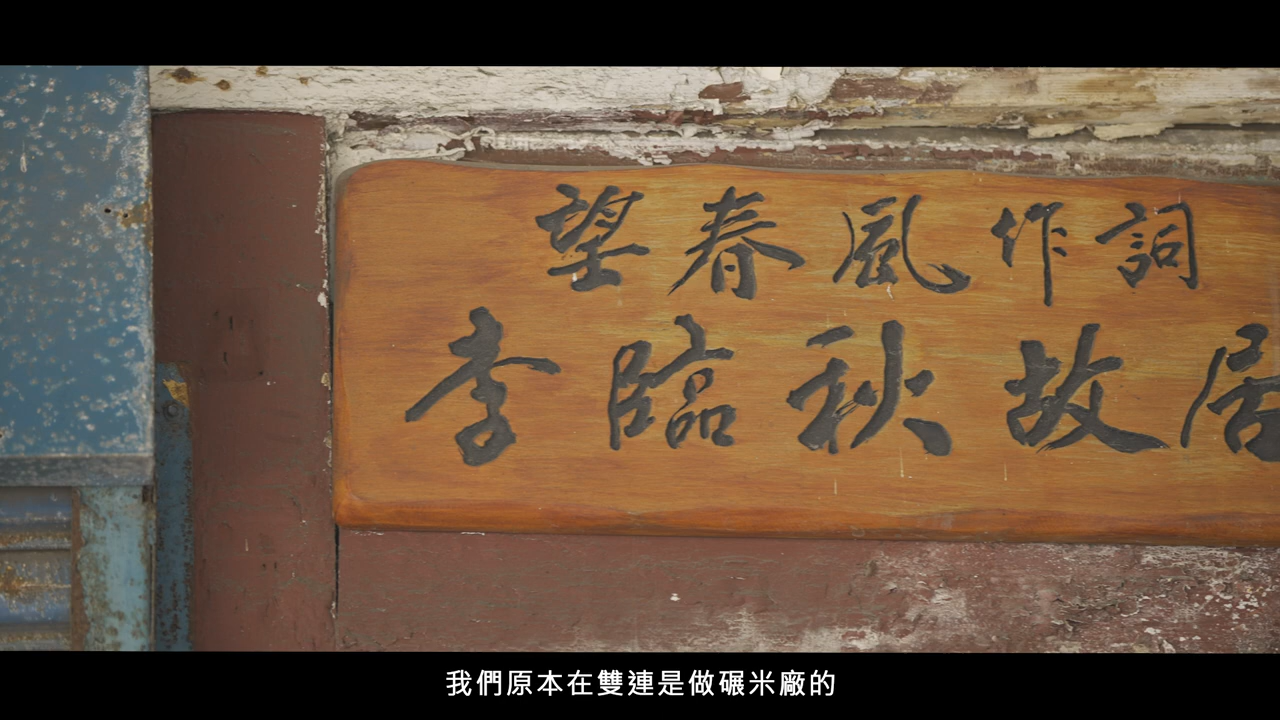 望春風作詞
李臨秋故居
我們原本在雙連是做碾米廠的